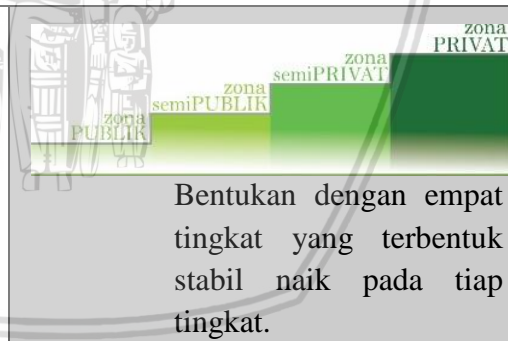 zona
PUBLIK
zona
semiPUBLIK
zona
semiPRIVAT
zona
PRIVAT
Bentukan dengan empat
tingkat yang terbentuk
stabil naik pada tiap
tingkat.